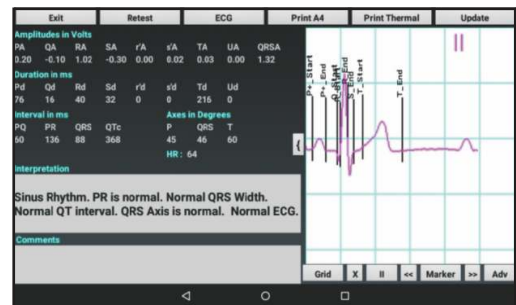 Exit Retest ECG Print A4 Print Thermal Update
Amplitudes in Volts
PA QA RA SA r'A s'A TA UA QRSA
0.20 -0.10 1.02 -0.30 0.00 0.02 0.03 0.00 1.32
Duration in ms
Pd Qd Rd Sd r'd s'd Td Ud
76 16 40 32 0 0 216 0
Interval in ms Axes in Degrees
PQ PR QRS QTc P QRS T
60 136 88 368 45 46 60
HR: 64
Interpretation
Sinus Rhythm. PR is normal. Normal QRS Width.
Normal QT interval. QRS Axis is normal. Normal ECG.
Comments
II
P+_Start
P+_End
S_End
T_Start
T_End
{
Grid X II << Marker >> Adv